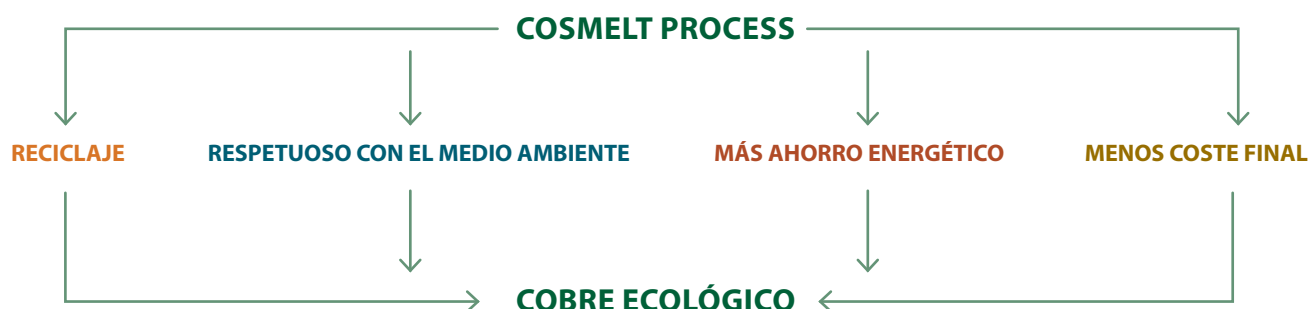 COSMELT PROCESS
RECICLAJE
RESPETUOSO CON EL MEDIO AMBIENTE
MÁS AHORRO ENERGÉTICO
MENOS COSTE FINAL
COBRE ECOLÓGICO